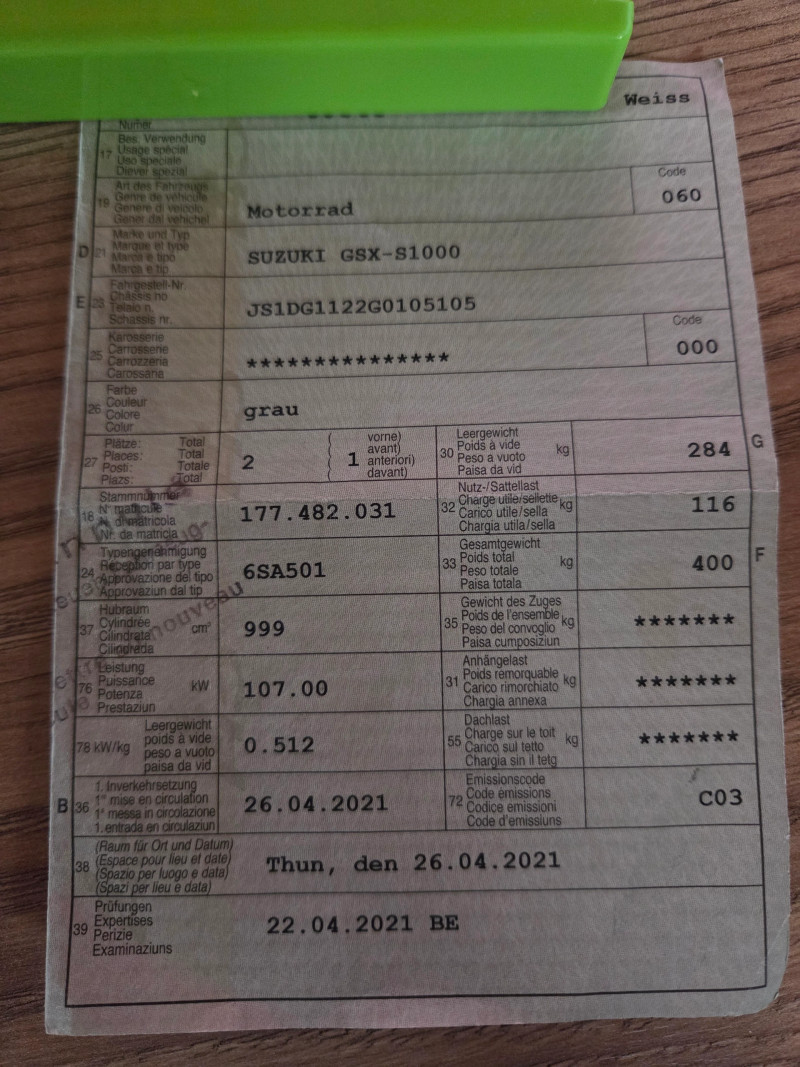 Weiss
Numer
17 Bes. Verwendung
Usage spécial
Uso speciale
Diever spezial
19 Art des Fahrzeugs
Genre de véhicule
Genere di veicolo
Gener dal vehichel
Motorrad
Code
060
D 21 Marke und Typ
Marque et type
Marca e tipo
Marca e tip
SUZUKI GSX-S1000
E 23 Fahrgestell-Nr.
Châssis no
Telaio n.
Schassis nr.
JS1DG1122G0105105
25 Karosserie
Carrosserie
Carrozzeria
Carossaria
***************
Code
000
26 Farbe
Couleur
Colore
Colur
grau
27 Plätze: Total
Places: Total
Posti: Totale
Plazs: Total
2
( vorne)
( avant)
1 anteriori)
( davant)
30 Leergewicht
Poids à vide kg
Peso a vuoto
Paisa da vid
284 G
18 Stammnummer
N° matricule
N. di matricola
Nr. da matricla
177.482.031
32 Nutz-/Sattellast
Charge utile/sellette kg
Carico utile/sella
Chargia utila/sella
116
24 Typengenehmigung
Réception par type
Approvazione del tipo
Approvaziun dal tip
6SA501
33 Gesamtgewicht
Poids total kg
Peso totale
Paisa totala
400 F
37 Hubraum
Cylindrée cm³
Cilindrata
Cilindrada
999
35 Gewicht des Zuges
Poids de l'ensemble kg
Peso del convoglio
Paisa cumposiziun
*******
76 Leistung
Puissance kW
Potenza
Prestaziun
107.00
31 Anhängelast
Poids remorquable kg
Carico rimorchiato
Chargia annexa
*******
78 kW/kg Leergewicht
poids à vide
peso a vuoto
paisa da vid
0.512
55 Dachlast
Charge sur le toit kg
Carico sul tetto
Chargia sin il tetg
*******
B 36 1. Inverkehrsetzung
1re mise en circulation
1a messa in circolazione
1. entrada en circulaziun
26.04.2021
72 Emissionscode
Code émissions
Codice emissioni
Code d'emissiuns
C03
38 (Raum für Ort und Datum)
(Espace pour lieu et date)
(Spazio per luogo e data)
(Spazi per lieu e data)
Thun, den 26.04.2021
39 Prüfungen
Expertises
Perizie
Examinaziuns
22.04.2021 BE
nouveau